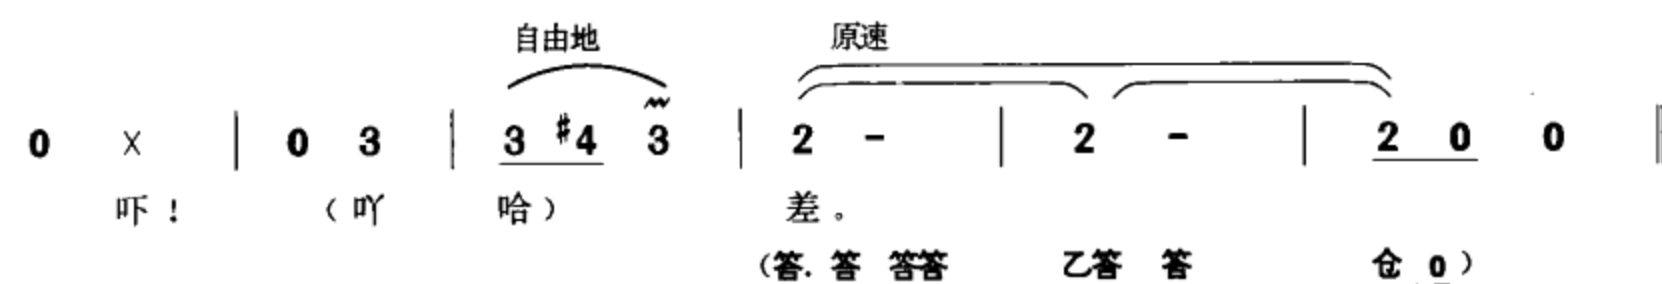 自由地 原速
0 × | 0 3 | 3 #4 3 | 2 - | 2 - | 2 0 0
吓！ （吖 哈） 差。
（答. 答 答答 乙答 答 仓 0）